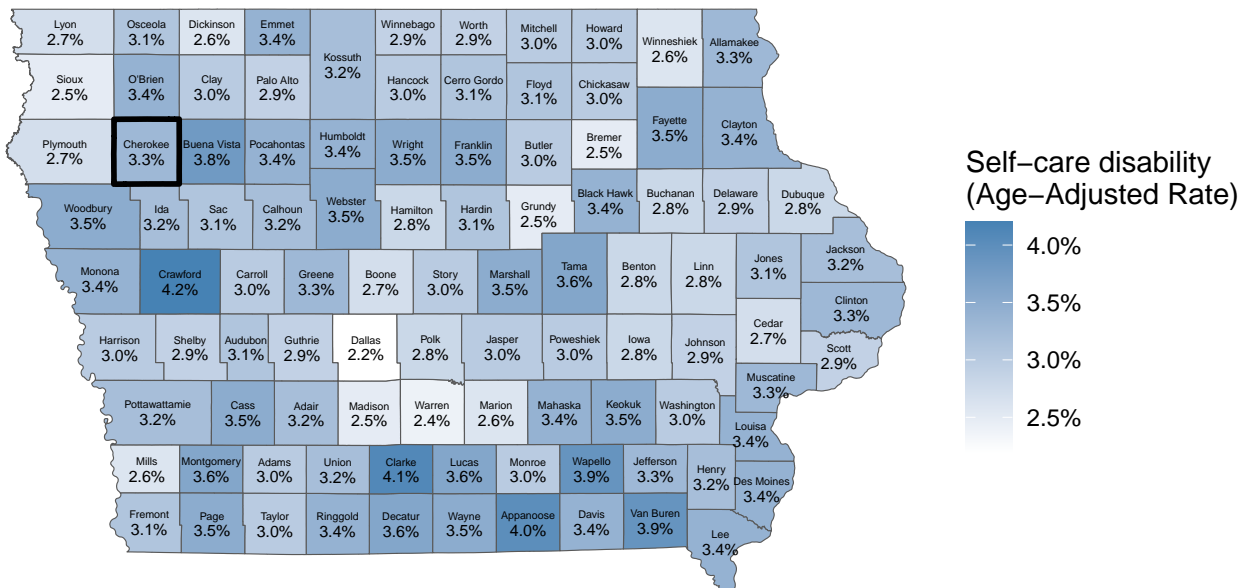 Lyon
2.7%
Osceola
3.1%
Dickinson
2.6%
Emmet
3.4%
Kossuth
3.2%
Winnebago
2.9%
Worth
2.9%
Mitchell
3.0%
Howard
3.0%
Winneshiek
2.6%
Allamakee
3.3%
Sioux
2.5%
O'Brien
3.4%
Clay
3.0%
Palo Alto
2.9%
Hancock
3.0%
Cerro Gordo
3.1%
Floyd
3.1%
Chickasaw
3.0%
Fayette
3.5%
Clayton
3.4%
Plymouth
2.7%
Cherokee
3.3%
Buena Vista
3.8%
Pocahontas
3.4%
Humboldt
3.4%
Wright
3.5%
Franklin
3.5%
Butler
3.0%
Bremer
2.5%
Woodbury
3.5%
Ida
3.2%
Sac
3.1%
Calhoun
3.2%
Webster
3.5%
Hamilton
2.8%
Hardin
3.1%
Grundy
2.5%
Black Hawk
3.4%
Buchanan
2.8%
Delaware
2.9%
Dubuque
2.8%
Monona
3.4%
Crawford
4.2%
Carroll
3.0%
Greene
3.3%
Boone
2.7%
Story
3.0%
Marshall
3.5%
Tama
3.6%
Benton
2.8%
Linn
2.8%
Jones
3.1%
Jackson
3.2%
Clinton
3.3%
Harrison
3.0%
Shelby
2.9%
Audubon
3.1%
Guthrie
2.9%
Dallas
2.2%
Polk
2.8%
Jasper
3.0%
Poweshiek
3.0%
Iowa
2.8%
Johnson
2.9%
Cedar
2.7%
Scott
2.9%
Muscatine
3.3%
Pottawattamie
3.2%
Cass
3.5%
Adair
3.2%
Madison
2.5%
Warren
2.4%
Marion
2.6%
Mahaska
3.4%
Keokuk
3.5%
Washington
3.0%
Louisa
3.4%
Mills
2.6%
Montgomery
3.6%
Adams
3.0%
Union
3.2%
Clarke
4.1%
Lucas
3.6%
Monroe
3.0%
Wapello
3.9%
Jefferson
3.3%
Henry
3.2%
Des Moines
3.4%
Fremont
3.1%
Page
3.5%
Taylor
3.0%
Ringgold
3.4%
Decatur
3.6%
Wayne
3.5%
Appanoose
4.0%
Davis
3.4%
Van Buren
3.9%
Lee
3.4%
Self−care disability
(Age−Adjusted Rate)
4.0%
3.5%
3.0%
2.5%